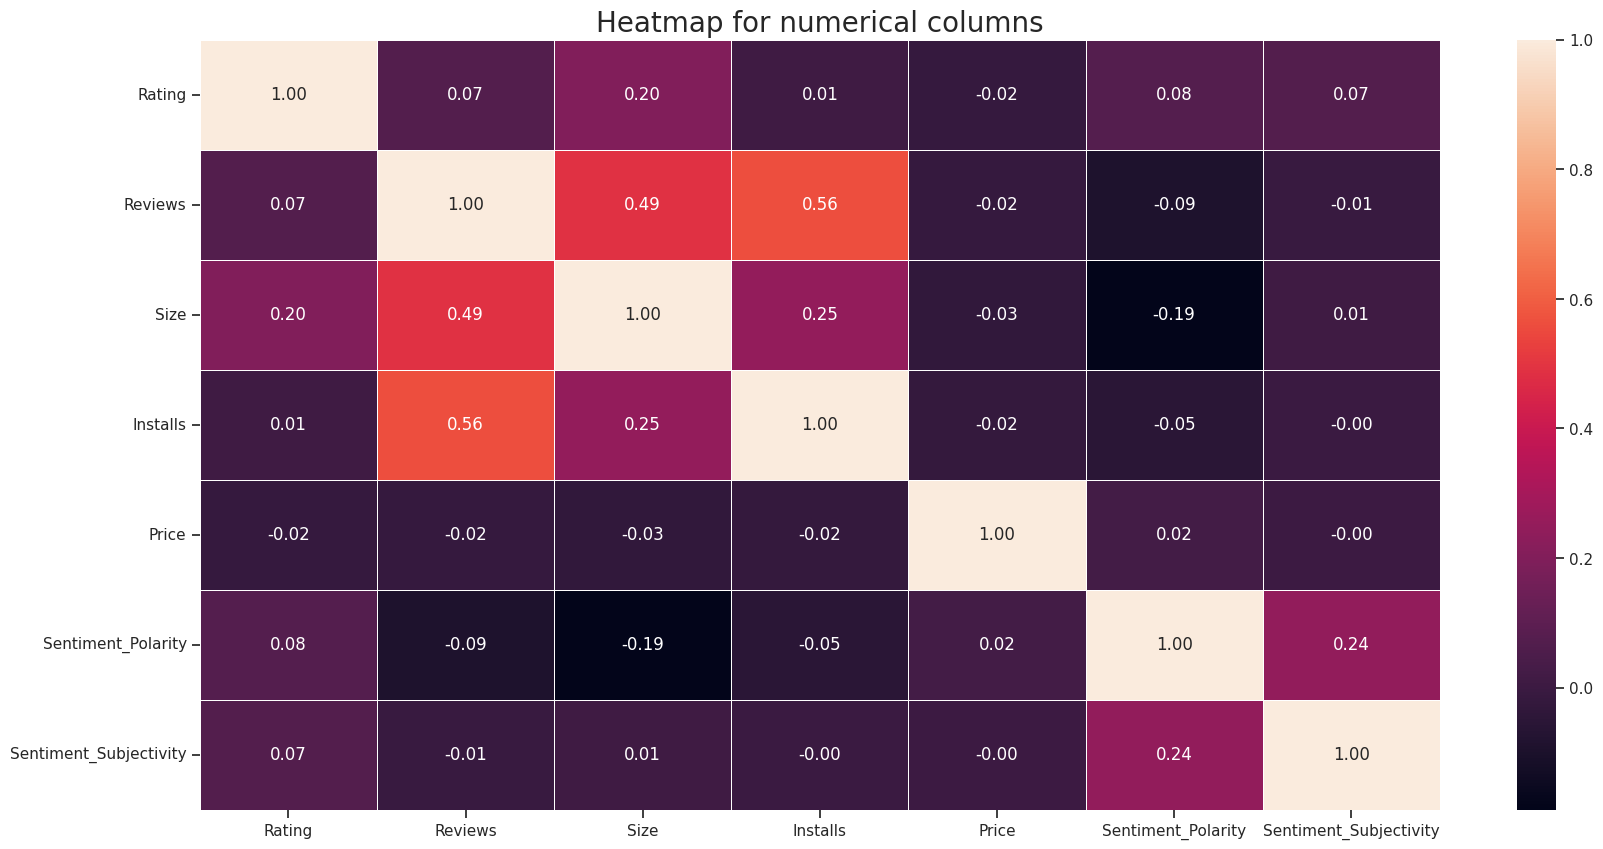 Heatmap for numerical columns
Rating 1.00 0.07 0.20 0.01 -0.02 0.08 0.07
Reviews 0.07 1.00 0.49 0.56 -0.02 -0.09 -0.01
Size 0.20 0.49 1.00 0.25 -0.03 -0.19 0.01
Installs 0.01 0.56 0.25 1.00 -0.02 -0.05 -0.00
Price -0.02 -0.02 -0.03 -0.02 1.00 0.02 -0.00
Sentiment_Polarity 0.08 -0.09 -0.19 -0.05 0.02 1.00 0.24
Sentiment_Subjectivity 0.07 -0.01 0.01 -0.00 -0.00 0.24 1.00
Rating Reviews Size Installs Price Sentiment_Polarity Sentiment_Subjectivity
1.0
0.8
0.6
0.4
0.2
0.0